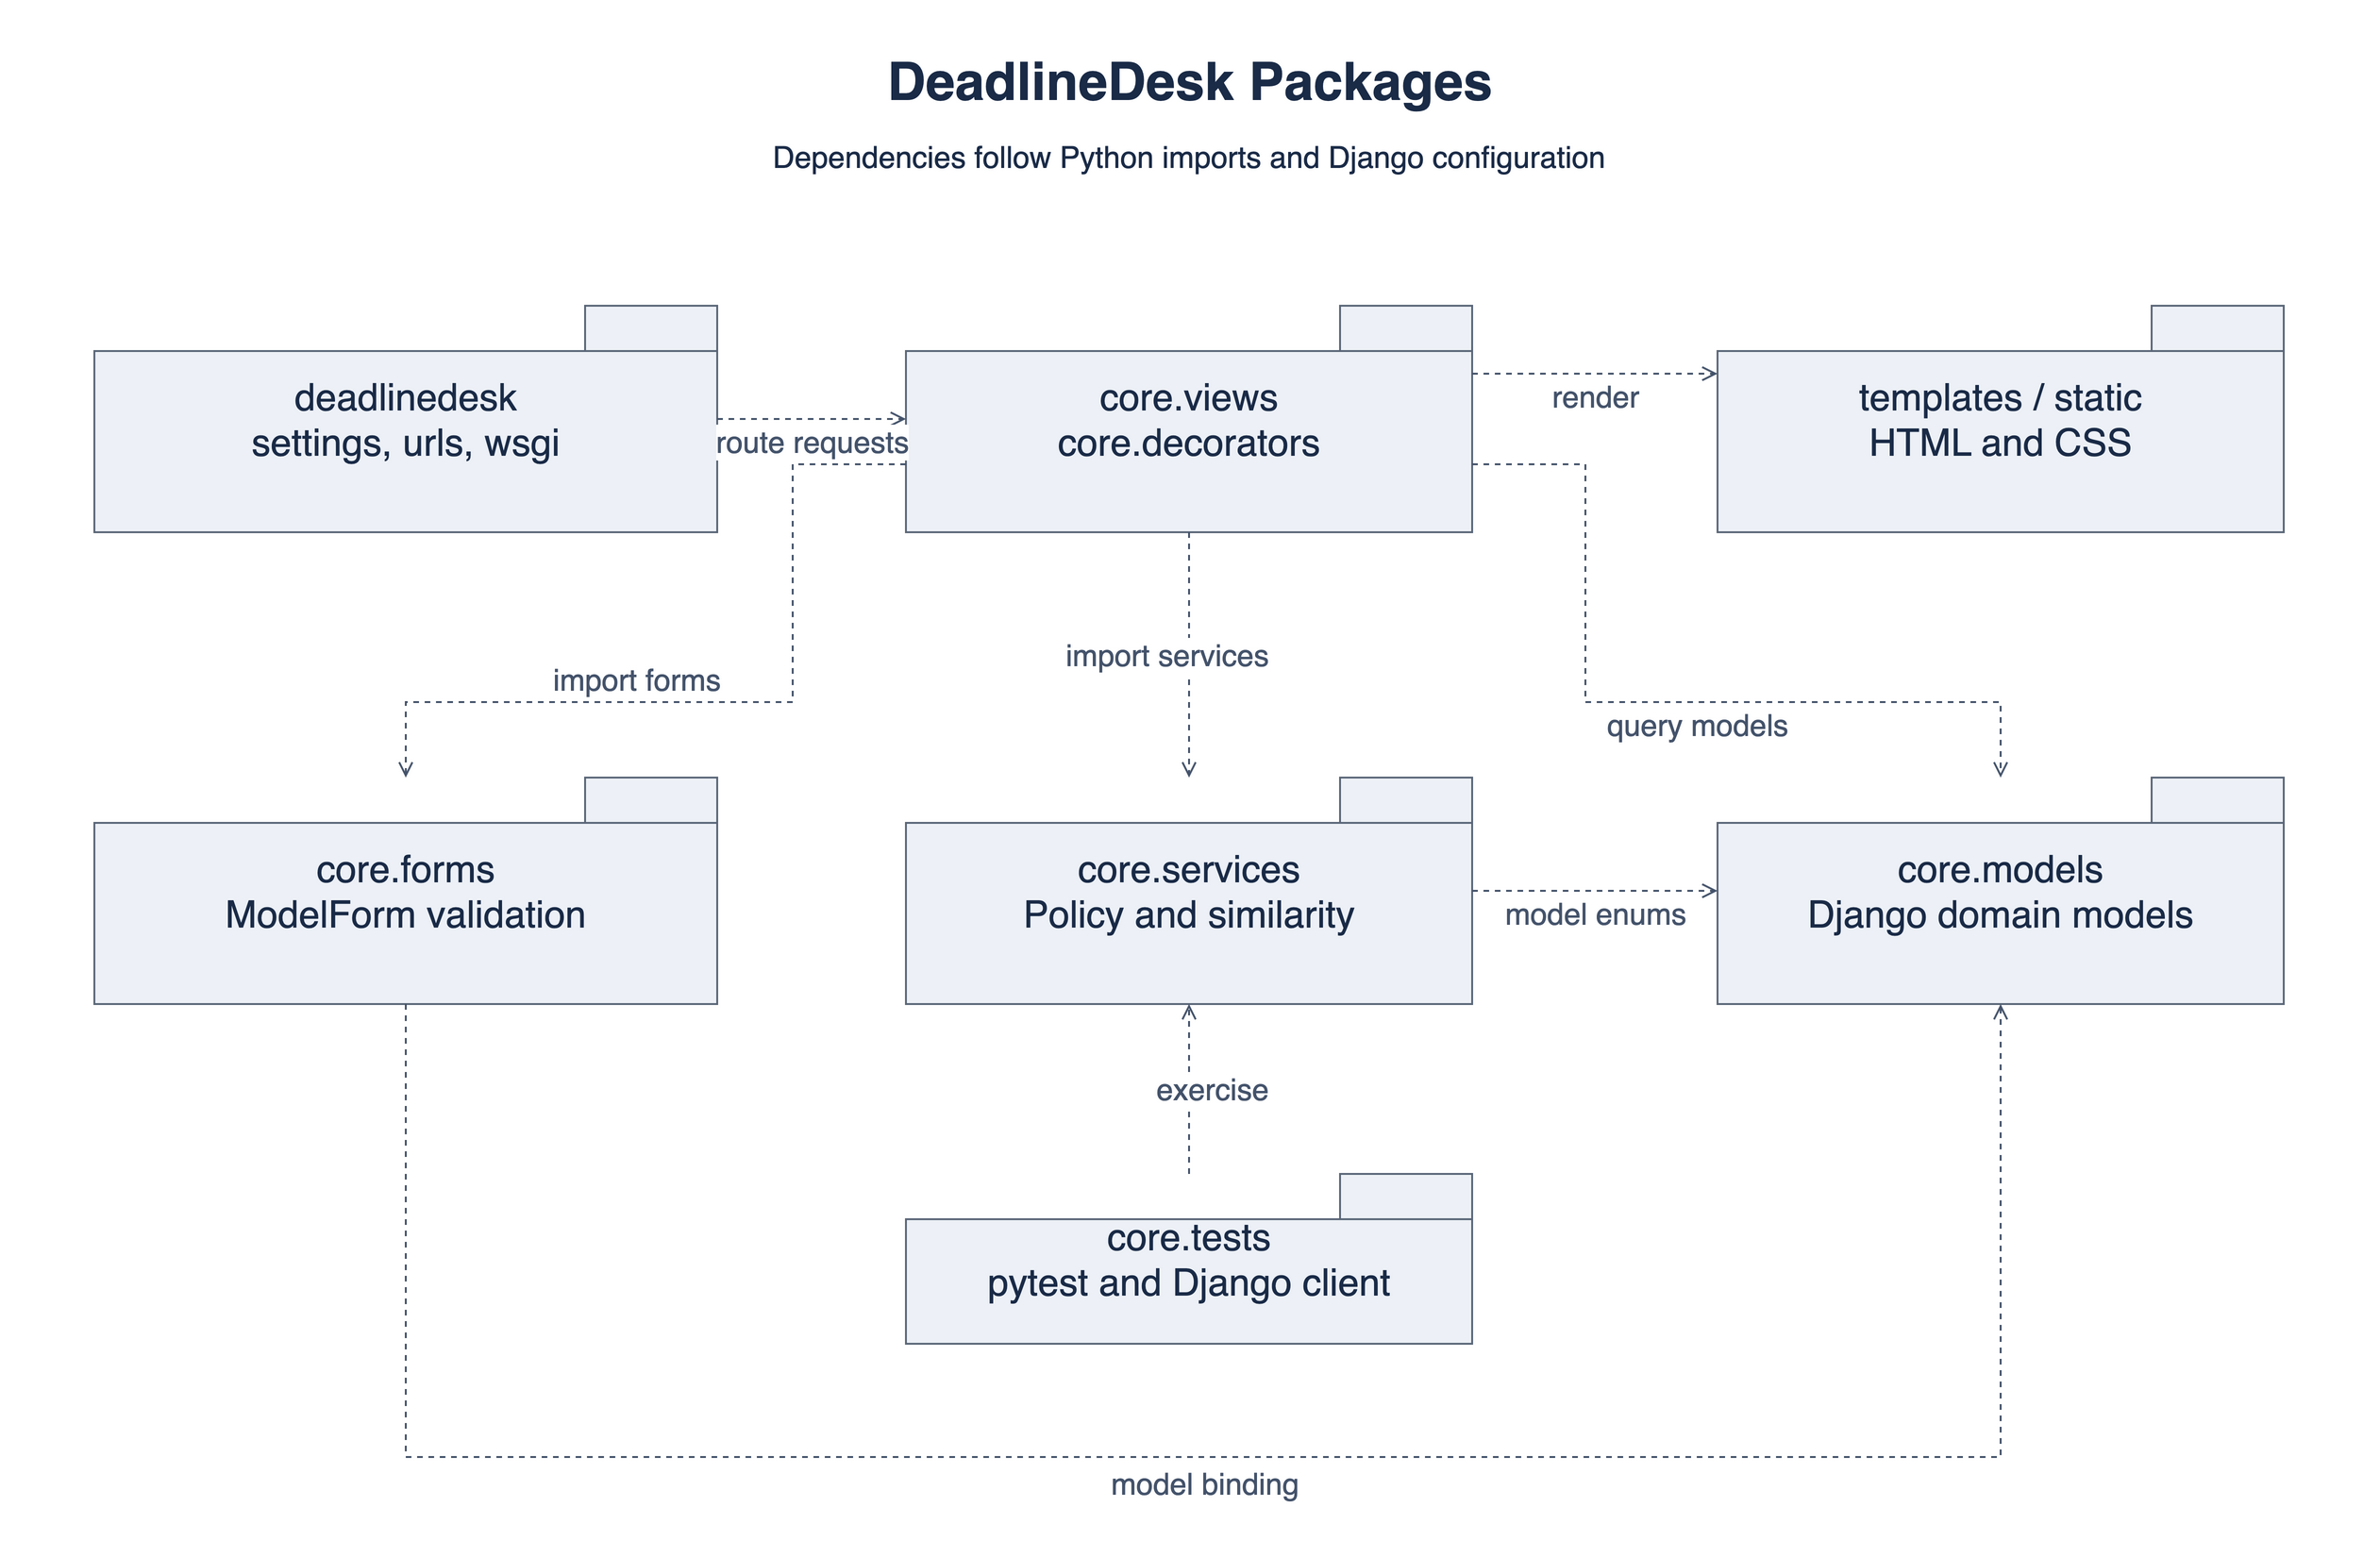 DeadlineDesk Packages
Dependencies follow Python imports and Django configuration
deadlinedesk
settings, urls, wsgi
route requests
core.views
core.decorators
render
templates / static
HTML and CSS
import forms
import services
query models
core.forms
ModelForm validation
core.services
Policy and similarity
model enums
core.models
Django domain models
exercise
core.tests
pytest and Django client
model binding